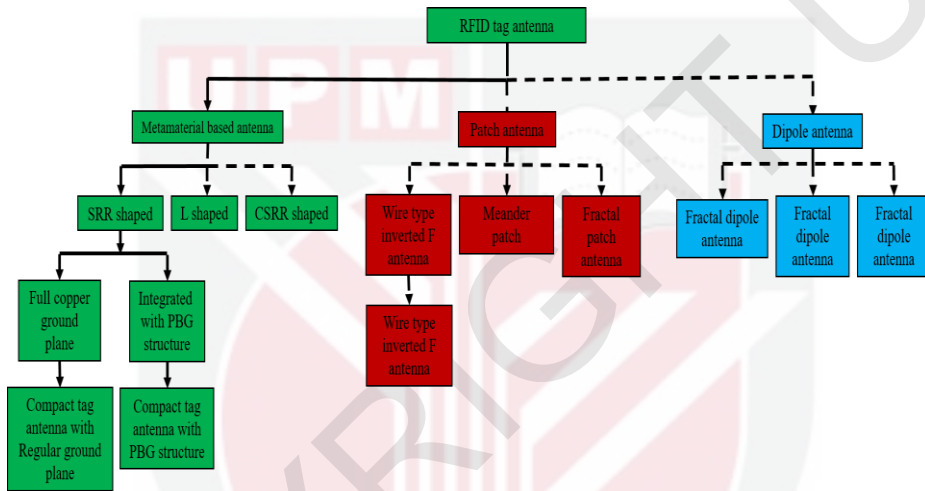 RFID tag antenna
UPM
Metamaterial based antenna
Patch antenna
Dipole antenna
SRR shaped
L shaped
CSRR shaped
Wire type
inverted F
antenna
Meander
patch
Fractal
patch
antenna
Fractal dipole
antenna
Fractal
dipole
antenna
Fractal
dipole
antenna
Full copper
ground
plane
Integrated
with PBG
structure
Wire type
inverted F
antenna
Compact tag
antenna with
Regular ground
plane
Compact tag
antenna with
PBG structure
YRIGHT U